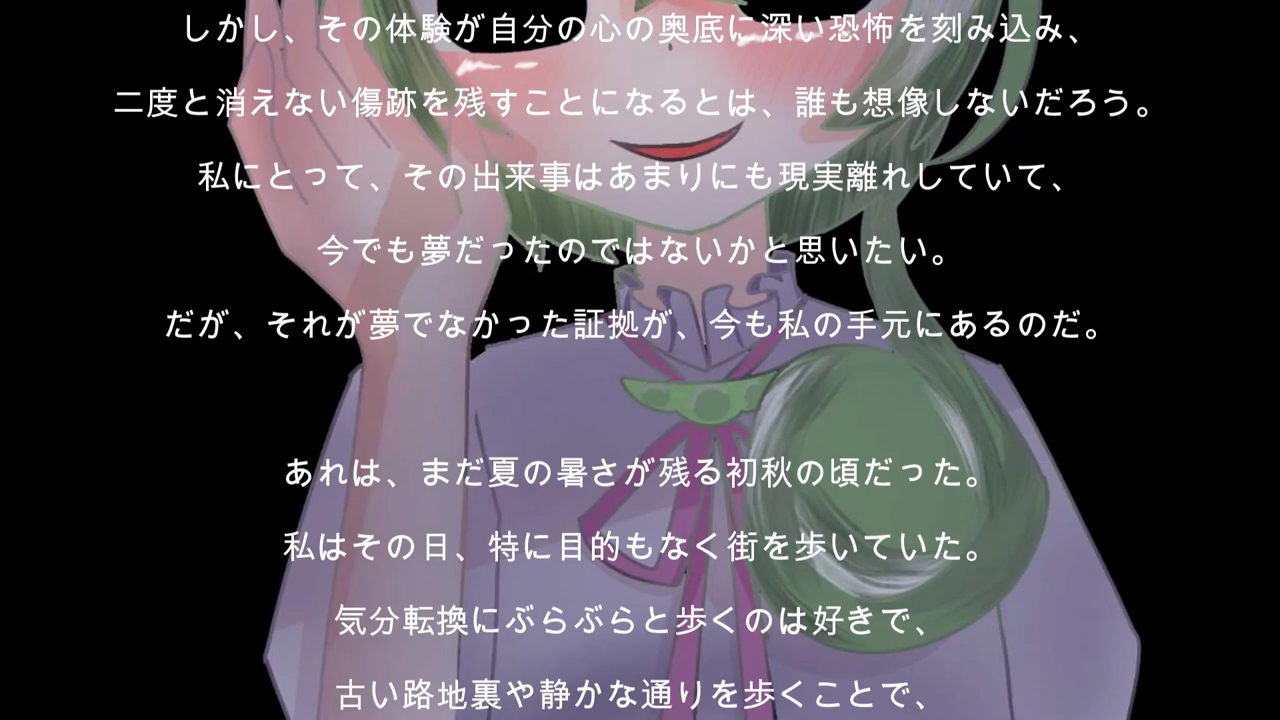 しかし、その体験が自分の心の奥底に深い恐怖を刻み込み、
二度と消えない傷跡を残すことになるとは、誰も想像しないだろう。
私にとって、その出来事はあまりにも現実離れしていて、
今でも夢だったのではないかと思いたい。
だが、それが夢でなかった証拠が、今も私の手元にあるのだ。
あれは、まだ夏の暑さが残る初秋の頃だった。
私はその日、特に目的もなく街を歩いていた。
気分転換にぶらぶらと歩くのは好きで、
古い路地裏や静かな通りを歩くことで、